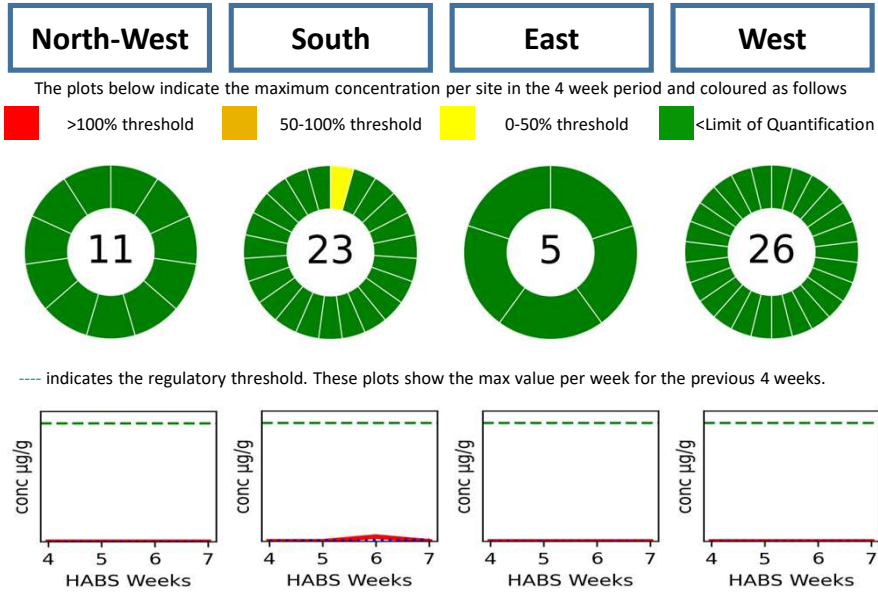 North-West South East West
The plots below indicate the maximum concentration per site in the 4 week period and coloured as follows
>100% threshold 50-100% threshold 0-50% threshold <Limit of Quantification
11 23 5 26
---- indicates the regulatory threshold. These plots show the max value per week for the previous 4 weeks.
conc µg/g conc µg/g conc µg/g conc µg/g
4 5 6 7 4 5 6 7 4 5 6 7 4 5 6 7
HABS Weeks HABS Weeks HABS Weeks HABS Weeks